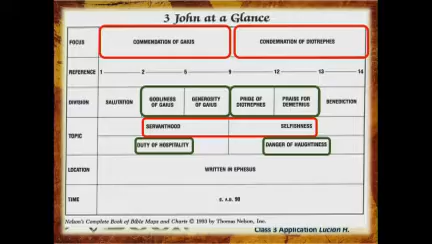 3 John at a Glance
FOCUS
COMMENDATION OF GAIUS
CONDEMNATION OF DIOTREPHES
REFERENCE 1 2 5 9 12 13 14
DIVISION
SALUTATION
GODLINESS OF GAIUS
GENEROSITY OF GAIUS
PRIDE OF DIOTREPHES
PRAISE FOR DEMETRIUS
BENEDICTION
TOPIC
SERVANTHOOD
SELFISHNESS
DUTY OF HOSPITALITY
DANGER OF HAUGHTINESS
LOCATION
WRITTEN IN EPHESUS
TIME
c. A.D. 90
Nelson's Complete Book of Bible Maps and Charts © 1993 by Thomas Nelson, Inc.
Class 3 Application Lucian H.